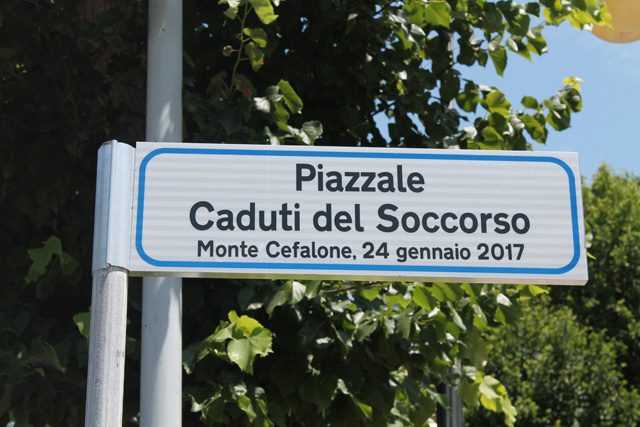 Piazzale
Caduti del Soccorso
Monte Cefalone, 24 gennaio 2017